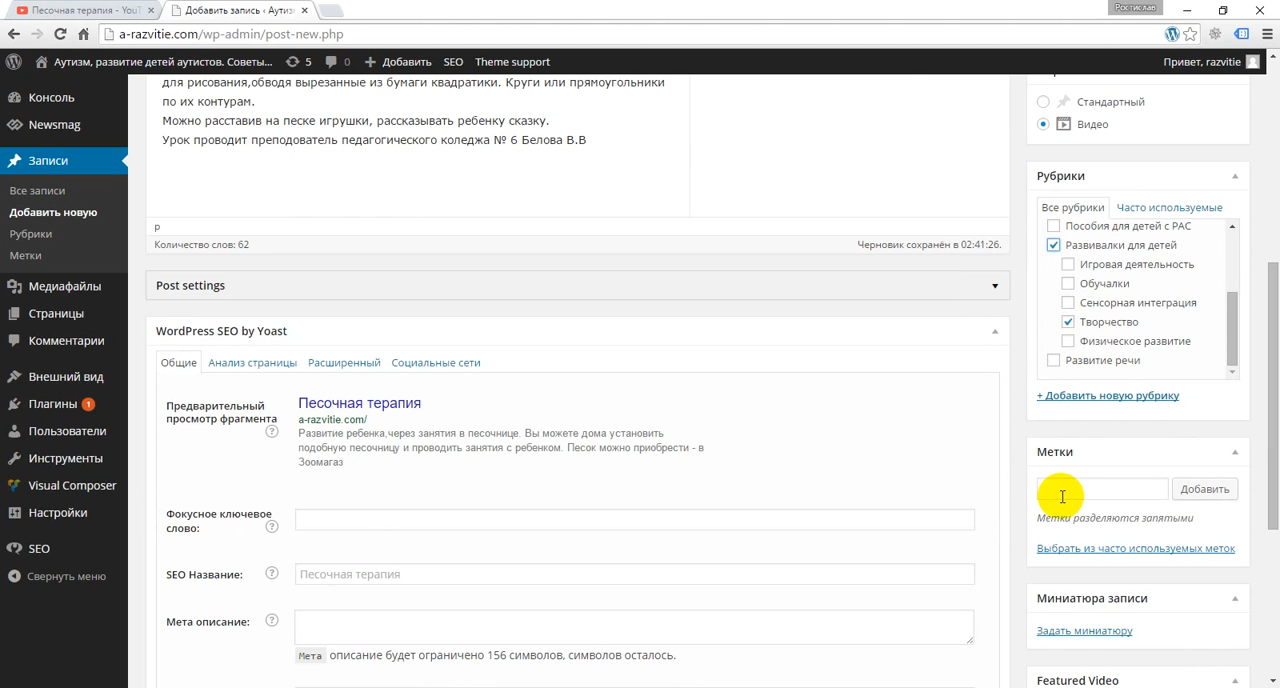 Песочная терапия - YouT
Добавить запись ‹ Аутизм
Ростислав
a-razvitie.com/wp-admin/post-new.php
Аутизм, развитие детей аутистов. Советы... 5 0 Добавить SEO Theme support
Привет, razvitie
Консоль
Newsmag
Записи
Все записи
Добавить новую
Рубрики
Метки
Медиафайлы
Страницы
Комментарии
Внешний вид
Плагины 1
Пользователи
Инструменты
Visual Composer
Настройки
SEO
Свернуть меню
для рисования,обводя вырезанные из бумаги квадратики. Круги или прямоугольники
по их контурам.
Можно расставив на песке игрушки, рассказывать ребенку сказку.
Урок проводит преподаватель педагогического коледжа № 6 Белова В.В
p
Количество слов: 62
Черновик сохранён в 02:41:26.
Post settings
WordPress SEO by Yoast
Общие Анализ страницы Расширенный Социальные сети
Предварительный
просмотр фрагмента
?
Песочная терапия
a-razvitie.com/
Развитие ребенка,через занятия в песочнице. Вы можете дома установить
подобную песочницу и проводить занятия с ребенком. Песок можно приобрести - в
Зоомагаз
Фокусное ключевое
слово: ?
SEO Название: ? Песочная терапия
Мета описание: ?
Мета описание будет ограничено 156 символов, символов осталось.
Стандартный
Видео
Рубрики
Все рубрики Часто используемые
Пособия для детей с РАС
Развивалки для детей
Игровая деятельность
Обучалки
Сенсорная интеграция
Творчество
Физическое развитие
Развитие речи
+ Добавить новую рубрику
Метки
Добавить
Метки разделяются запятыми
Выбрать из часто используемых меток
Миниатюра записи
Задать миниатюру
Featured Video